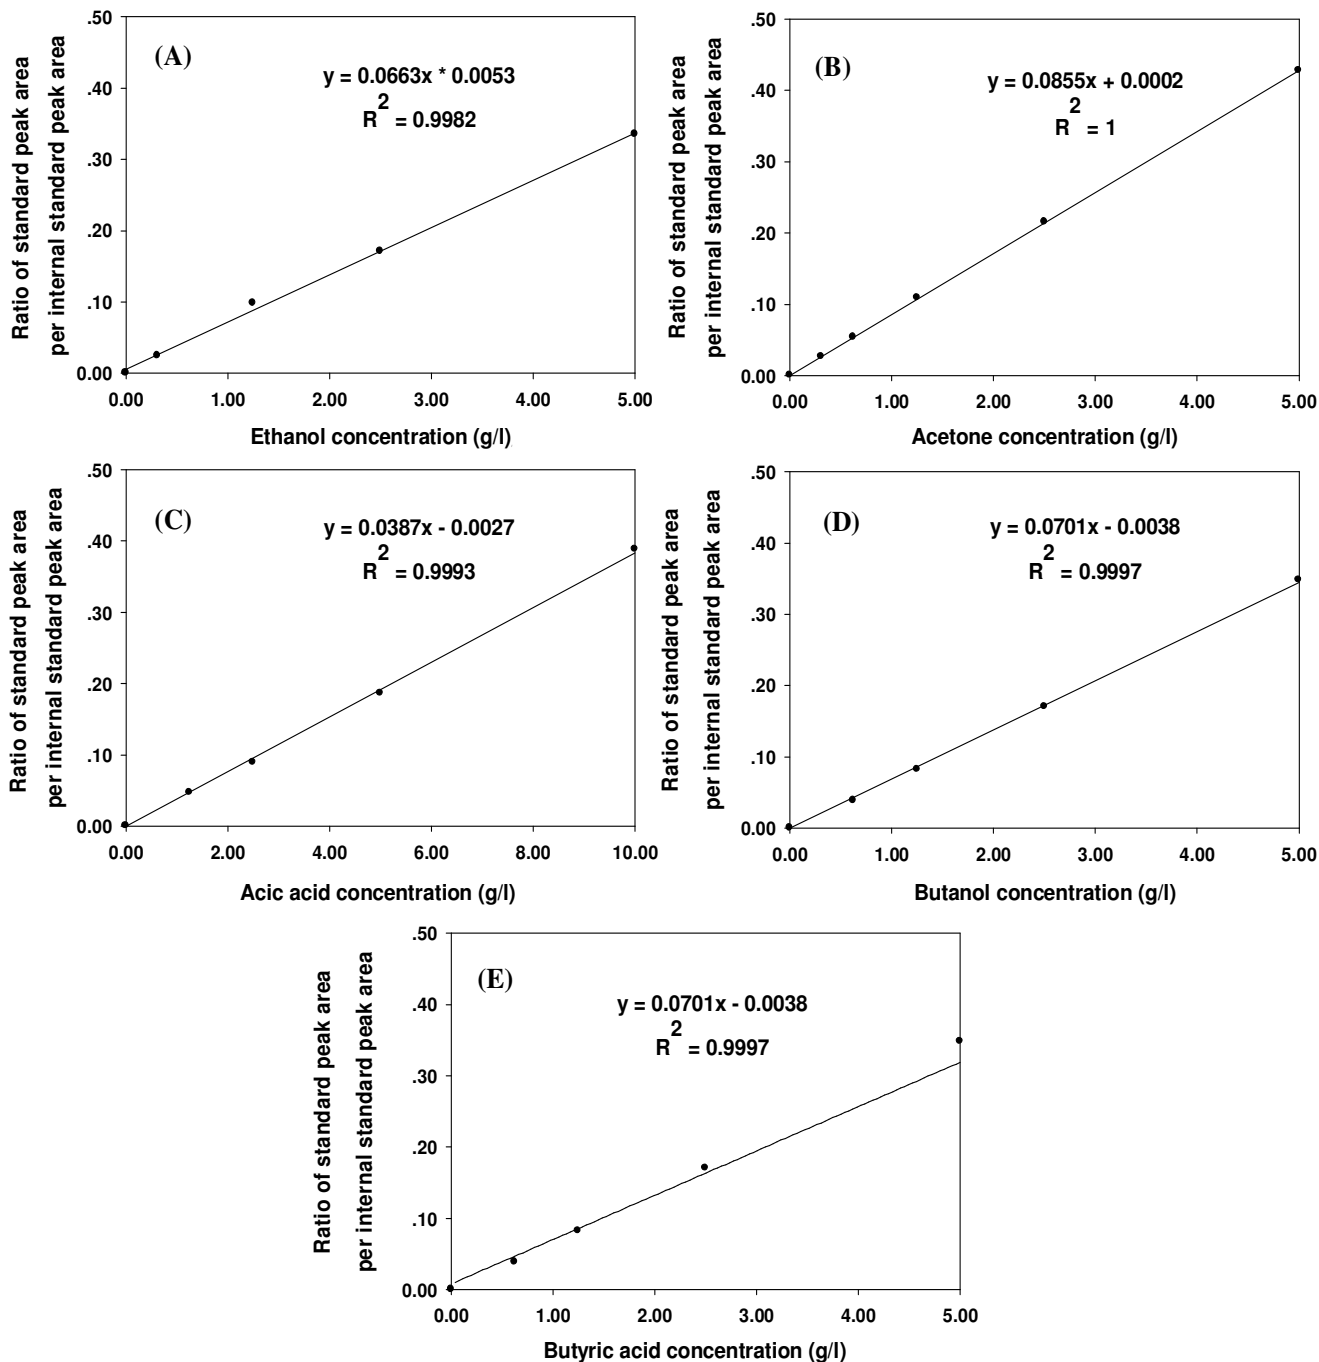 (A)
y = 0.0663x * 0.0053
R2 = 0.9982
Ratio of standard peak area
per internal standard peak area
.50
.40
.30
.20
.10
0.00
0.00 1.00 2.00 3.00 4.00 5.00
Ethanol concentration (g/l)
(B)
y = 0.0855x + 0.0002
R2 = 1
Ratio of standard peak area
per internal standard peak area
.50
.40
.30
.20
.10
0.00
0.00 1.00 2.00 3.00 4.00 5.00
Acetone concentration (g/l)
(C)
y = 0.0387x - 0.0027
R2 = 0.9993
Ratio of standard peak area
per internal standard peak area
.50
.40
.30
.20
.10
0.00
0.00 2.00 4.00 6.00 8.00 10.00
Acic acid concentration (g/l)
(D)
y = 0.0701x - 0.0038
R2 = 0.9997
Ratio of standard peak area
per internal standard peak area
.50
.40
.30
.20
.10
0.00
0.00 1.00 2.00 3.00 4.00 5.00
Butanol concentration (g/l)
(E)
y = 0.0701x - 0.0038
R2 = 0.9997
Ratio of standard peak area
per internal standard peak area
.50
.40
.30
.20
.10
0.00
0.00 1.00 2.00 3.00 4.00 5.00
Butyric acid concentration (g/l)